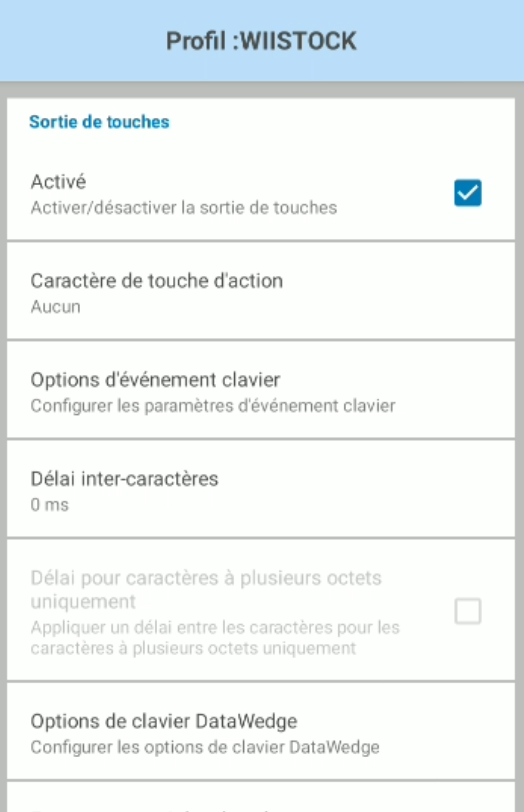 Profil :WIISTOCK
Sortie de touches
Activé
Activer/désactiver la sortie de touches
Caractère de touche d'action
Aucun
Options d'événement clavier
Configurer les paramètres d'événement clavier
Délai inter-caractères
0 ms
Délai pour caractères à plusieurs octets
uniquement
Appliquer un délai entre les caractères pour les
caractères à plusieurs octets uniquement
Options de clavier DataWedge
Configurer les options de clavier DataWedge